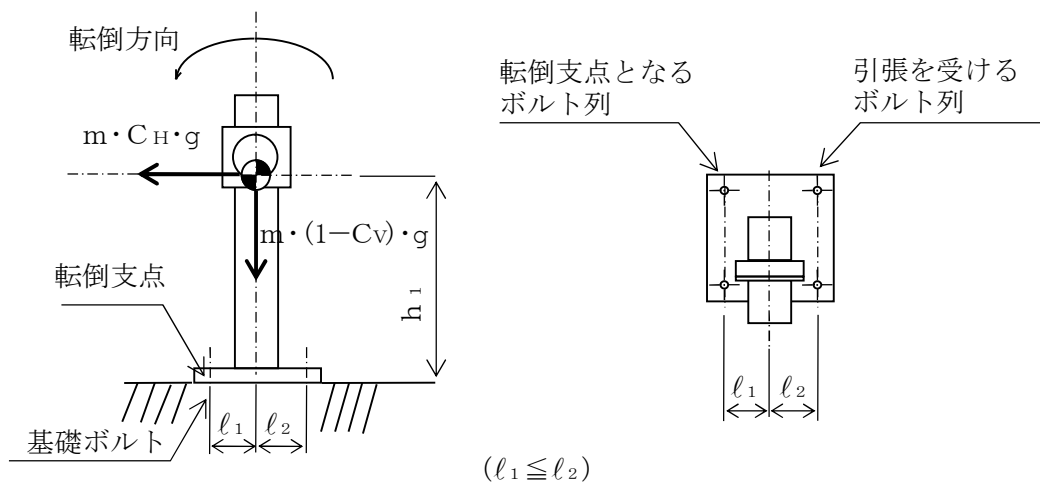 転倒方向
m・CH・g
m・(1－CV)・g
転倒支点
h1
ℓ1
ℓ2
基礎ボルト
転倒支点となる
ボルト列
引張を受ける
ボルト列
ℓ1
ℓ2
(ℓ1≦ℓ2)